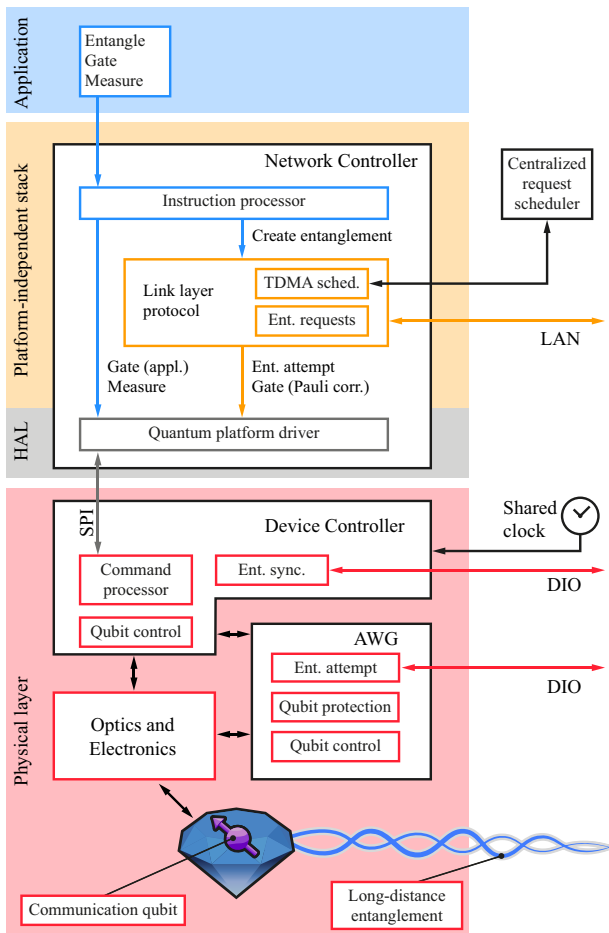 Application
Entangle
Gate
Measure
Platform-independent stack
Network Controller
Instruction processor
Create entanglement
Link layer
protocol
TDMA sched.
Ent. requests
Centralized
request
scheduler
LAN
Gate (appl.)
Measure
Ent. attempt
Gate (Pauli corr.)
HAL
Quantum platform driver
SPI
Physical layer
Device Controller
Shared
clock
Command
processor
Ent. sync.
DIO
Qubit control
AWG
Ent. attempt
DIO
Qubit protection
Qubit control
Optics and
Electronics
Communication qubit
Long-distance
entanglement